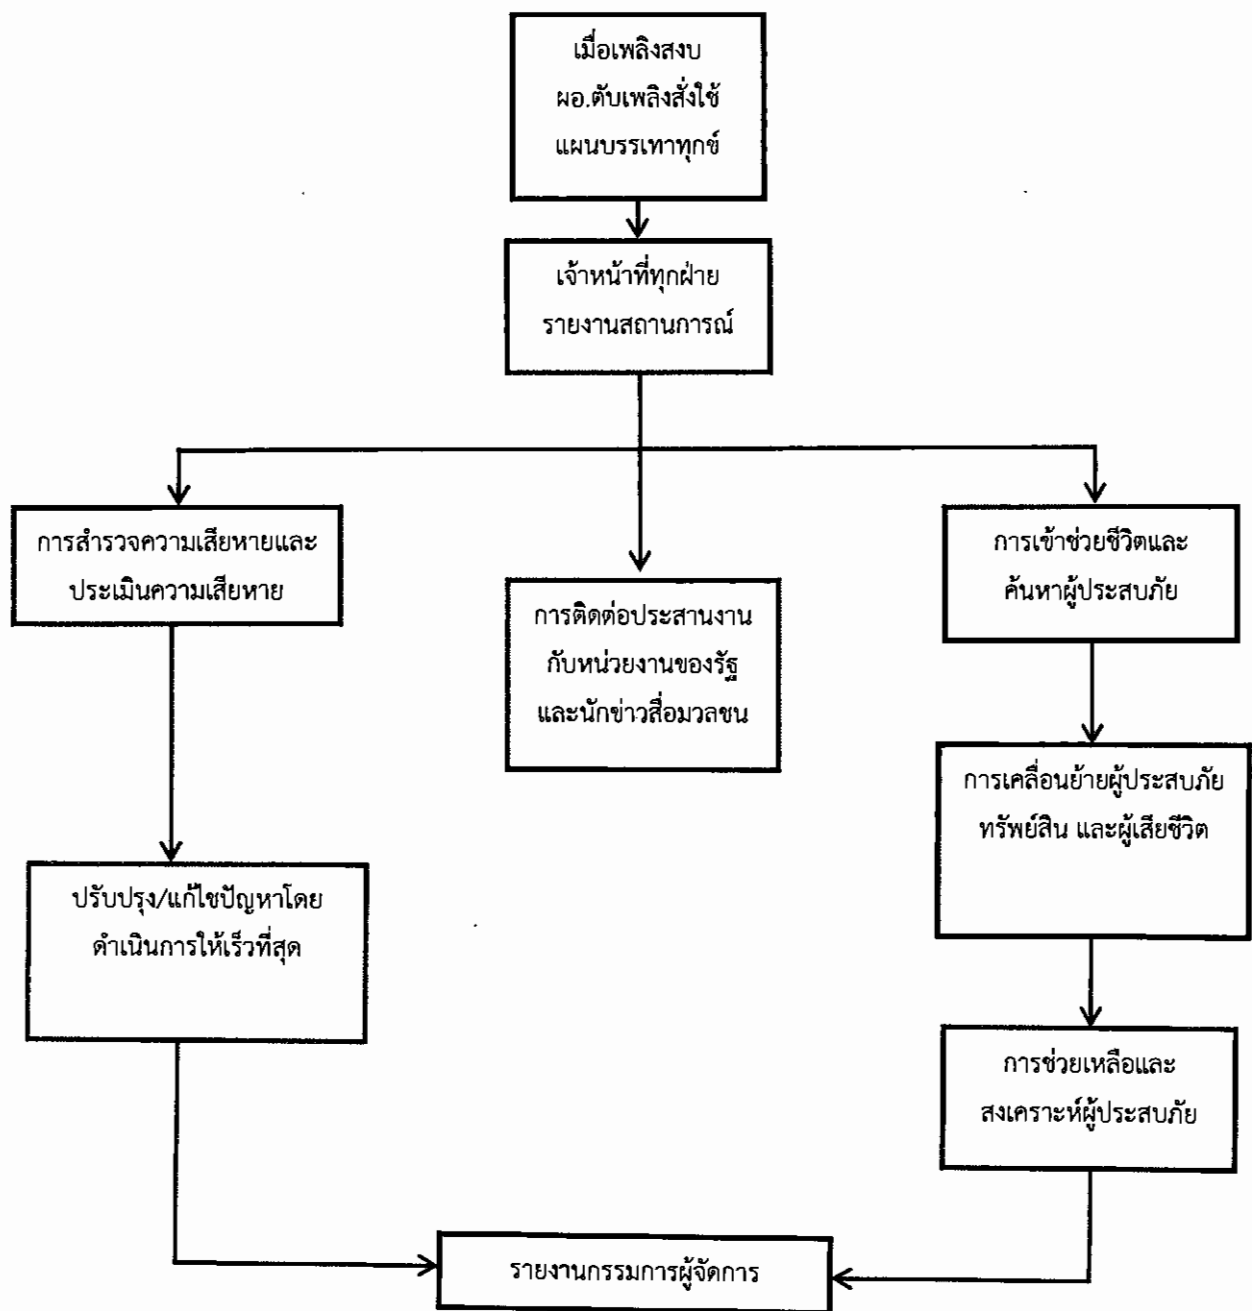 เมื่อเพลิงสงบ
ผอ.ดับเพลิงสั่งใช้
แผนบรรเทาทุกข์
เจ้าหน้าที่ทุกฝ่าย
รายงานสถานการณ์
การสำรวจความเสียหายและ
ประเมินความเสียหาย
การติดต่อประสานงาน
กับหน่วยงานของรัฐ
และนักข่าวสื่อมวลชน
การเข้าช่วยชีวิตและ
ค้นหาผู้ประสบภัย
การเคลื่อนย้ายผู้ประสบภัย
ทรัพย์สิน และผู้เสียชีวิต
ปรับปรุง/แก้ไขปัญหาโดย
ดำเนินการให้เร็วที่สุด
การช่วยเหลือและ
สงเคราะห์ผู้ประสบภัย
รายงานกรรมการผู้จัดการ